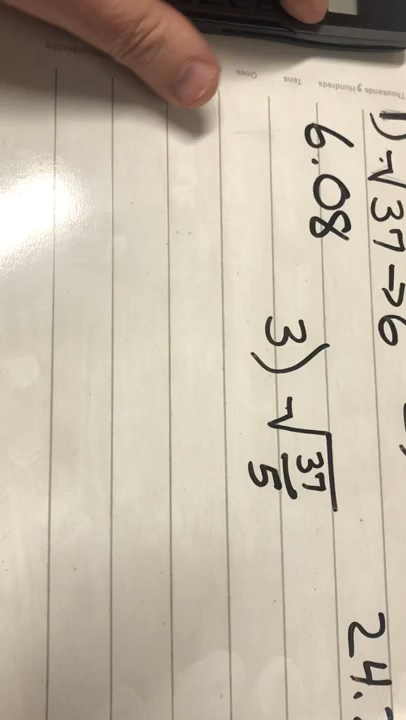 Thousands Hundreds Tens Ones
1) √37 → 6
6.08
3) √37/5
24.